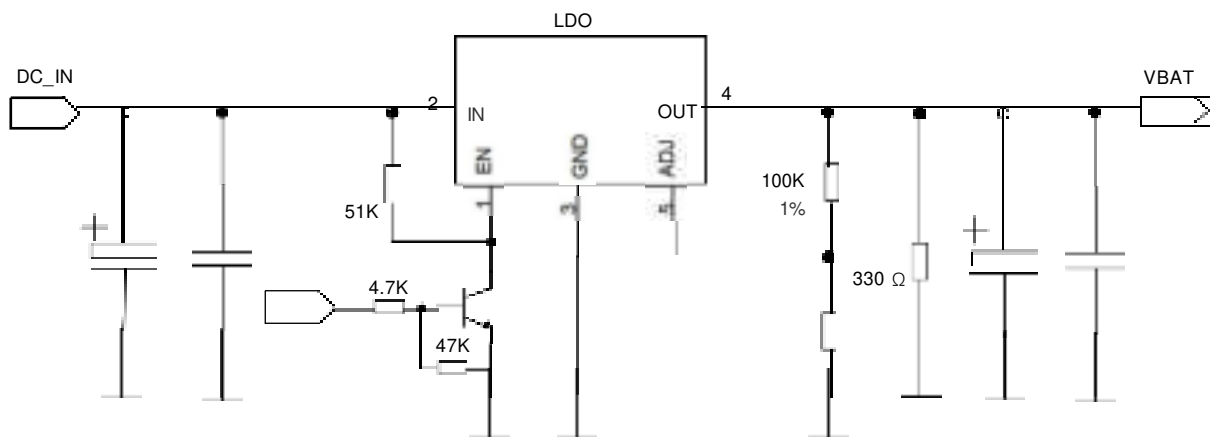 LDO
DC_IN
VBAT
2
IN
4
OUT
EN
GND
ADJ
1
3
5
51K
100K
1%
4.7K
47K
330 Ω
+
+